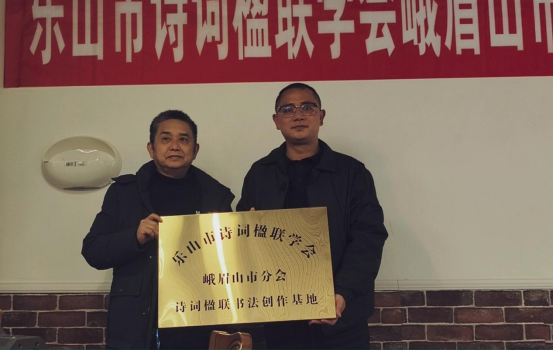 乐山市诗词楹联学会峨眉山市
乐山市诗词楹联学会
峨眉山市分会
诗词楹联书法创作基地